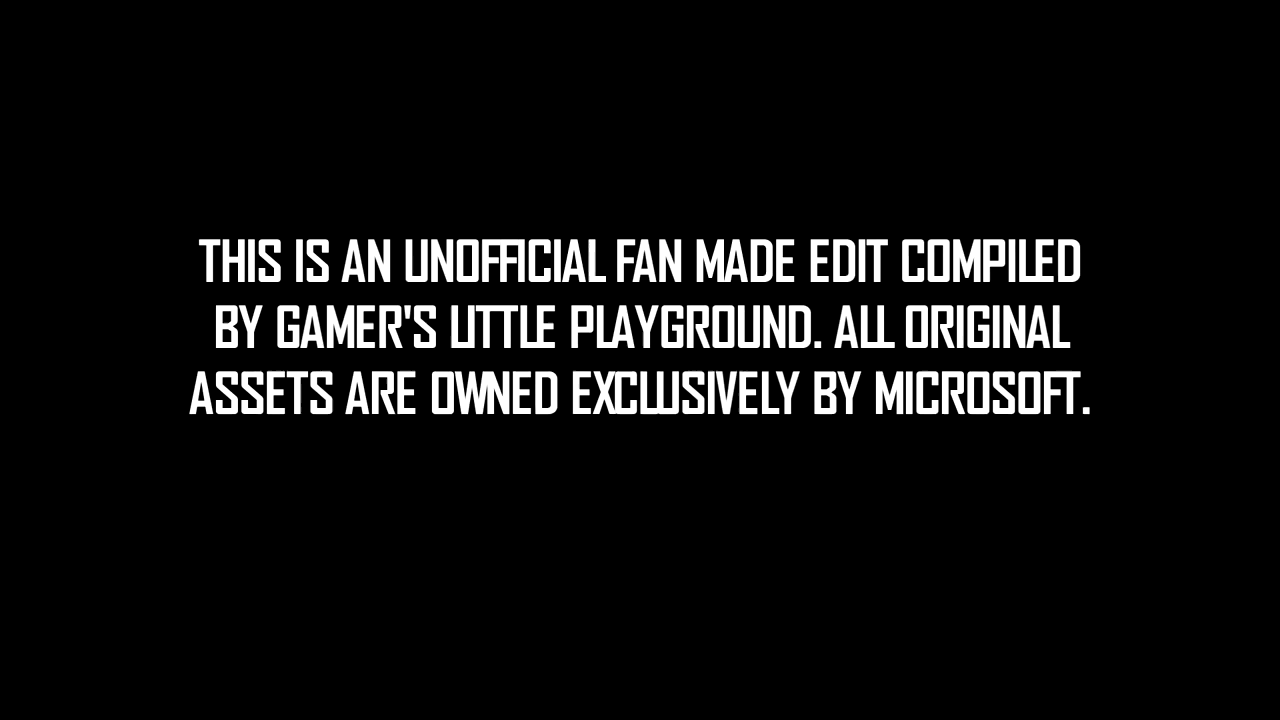 THIS IS AN UNOFFICIAL FAN MADE EDIT COMPILED
BY GAMER'S LITTLE PLAYGROUND. ALL ORIGINAL
ASSETS ARE OWNED EXCLUSIVELY BY MICROSOFT.